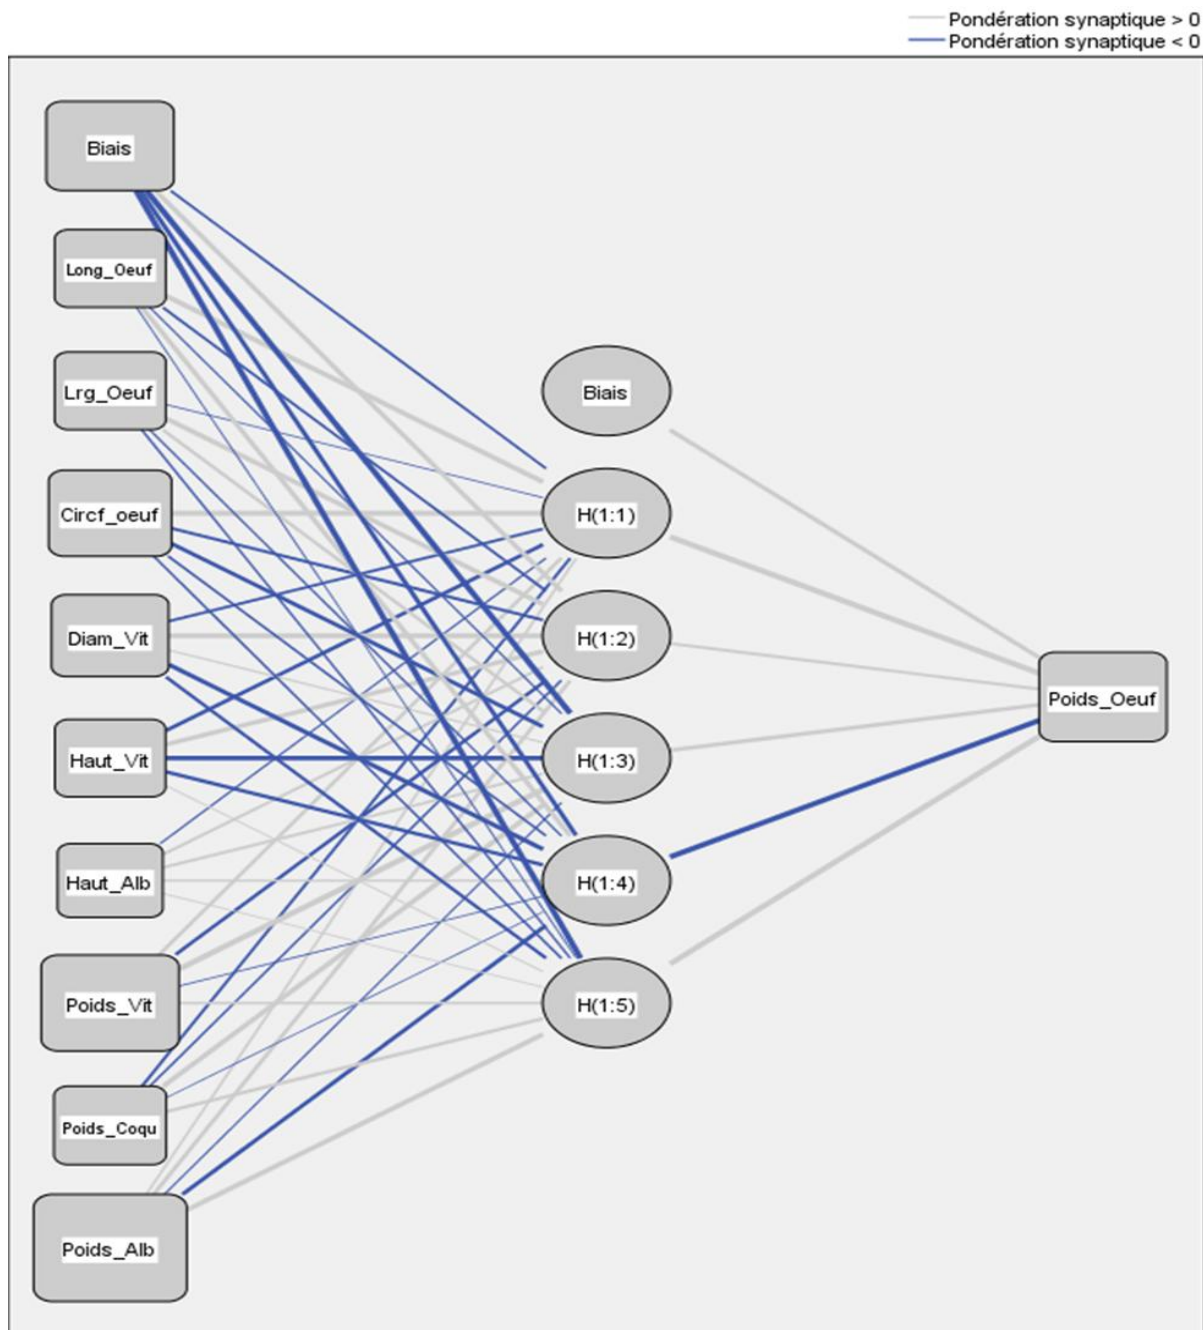 Pondération synaptique > 0
Pondération synaptique < 0
Biais
Long_Oeuf
Lrg_Oeuf
Circf_oeuf
Diam_Vit
Haut_Vit
Haut_Alb
Poids_Vit
Poids_Coqu
Poids_Alb
Biais
H(1:1)
H(1:2)
H(1:3)
H(1:4)
H(1:5)
Poids_Oeuf